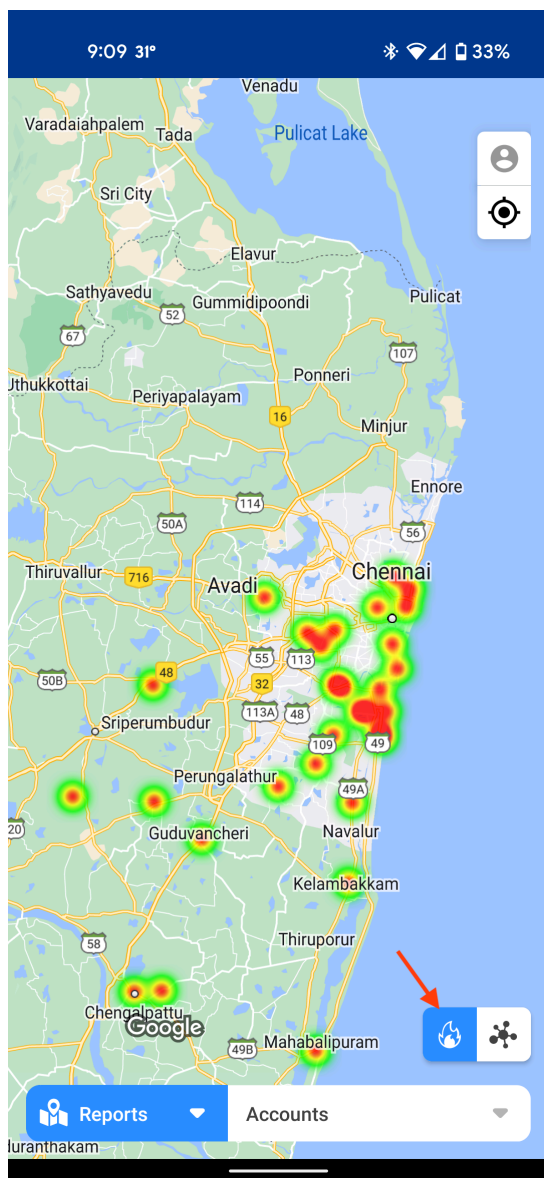 9:09 31° 33%
Venadu
Varadaiahpalem
Tada
Pulicat Lake
Sri City
Elavur
Sathyavedu
Gummidipoondi
Pulicat
52
67
107
Uthukkottai
Ponneri
Periyapalayam
16
Minjur
Ennore
114
50A
56
Thiruvallur
716
Avadi
Chennai
55
113
48
50B
32
113A
48
Sriperumbudur
109
49
Perungalathur
49A
20
Guduvancheri
Navalur
Kelambakkam
58
Thiruporur
Chengalpattu
Google
49B
Mahabalipuram
Reports
Accounts
duranthakam